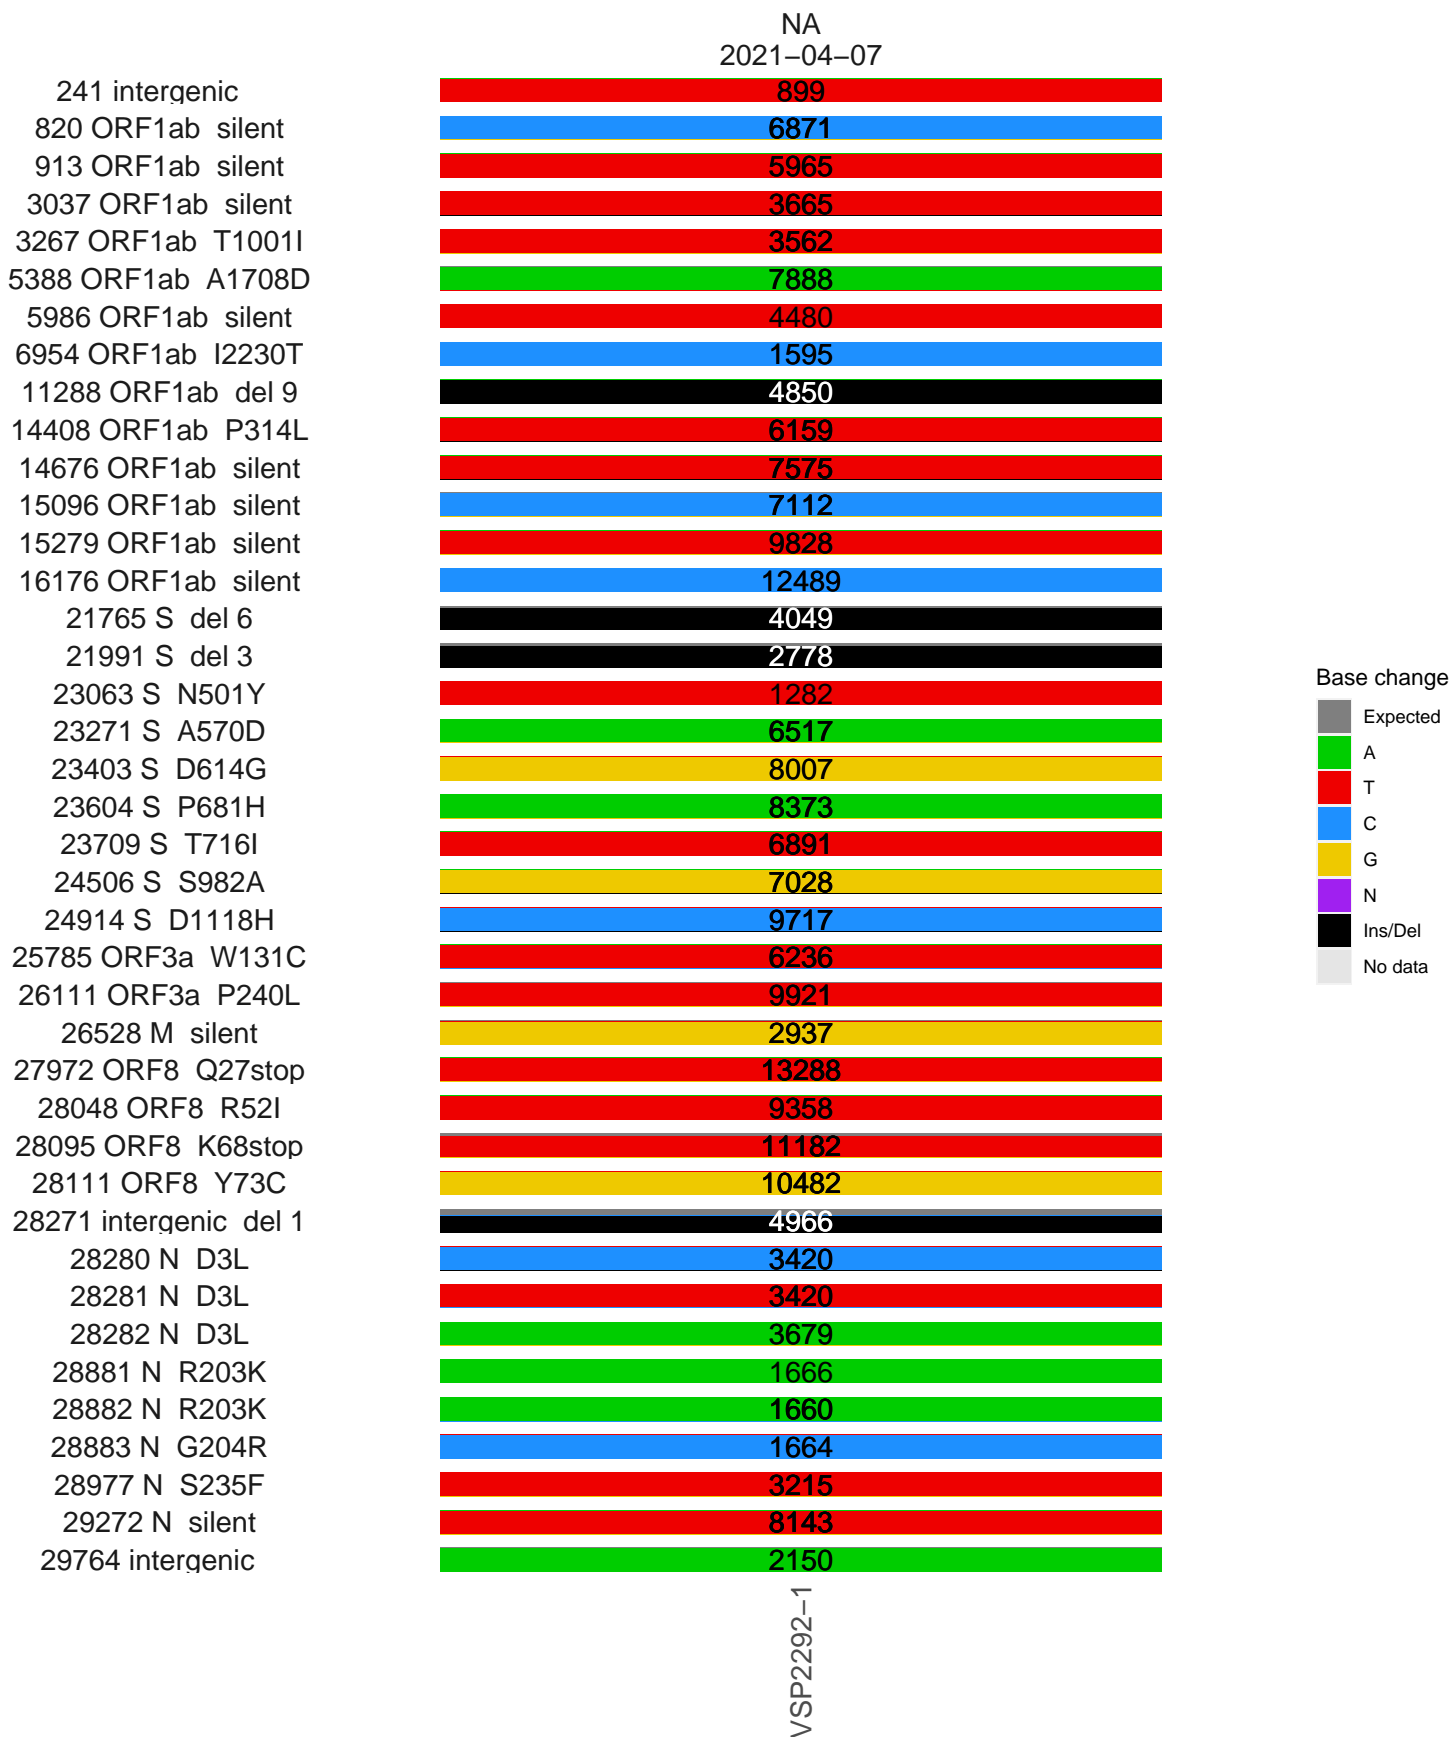 NA
2021−04−07
241 intergenic 899
820 ORF1ab silent 6871
913 ORF1ab silent 5965
3037 ORF1ab silent 3665
3267 ORF1ab T1001I 3562
5388 ORF1ab A1708D 7888
5986 ORF1ab silent 4480
6954 ORF1ab I2230T 1595
11288 ORF1ab del 9 4850
14408 ORF1ab P314L 6159
14676 ORF1ab silent 7575
15096 ORF1ab silent 7112
15279 ORF1ab silent 9828
16176 ORF1ab silent 12489
21765 S del 6 4049
21991 S del 3 2778
23063 S N501Y 1282
23271 S A570D 6517
23403 S D614G 8007
23604 S P681H 8373
23709 S T716I 6891
24506 S S982A 7028
24914 S D1118H 9717
25785 ORF3a W131C 6236
26111 ORF3a P240L 9921
26528 M silent 2937
27972 ORF8 Q27stop 13288
28048 ORF8 R52I 9358
28095 ORF8 K68stop 11182
28111 ORF8 Y73C 10482
28271 intergenic del 1 4966
28280 N D3L 3420
28281 N D3L 3420
28282 N D3L 3679
28881 N R203K 1666
28882 N R203K 1660
28883 N G204R 1664
28977 N S235F 3215
29272 N silent 8143
29764 intergenic 2150
VSP2292−1
Base change
Expected
A
T
C
G
N
Ins/Del
No data